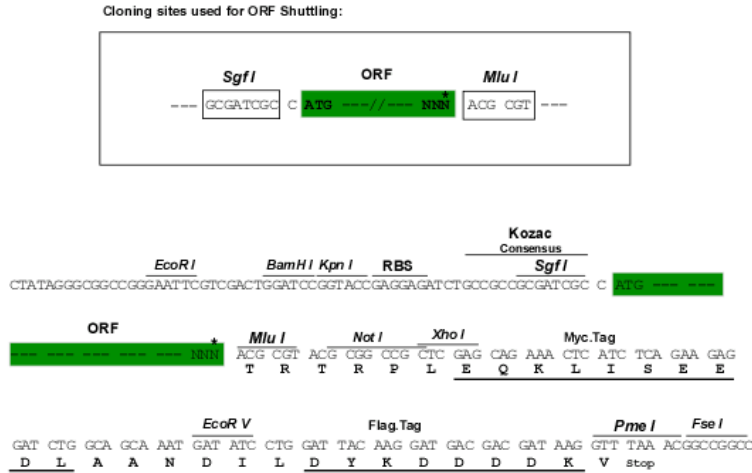 Cloning sites used for ORF Shuttling:
Sgf I ORF Mlu I
--- GCGATCGC C ATG ---//--- NNN* ACG CGT ---
Kozac
Consensus
EcoR I BamH I Kpn I RBS Sgf I
CTATAGGGCGGCCGGGAATTCGTCGACTGGATCCGGTACCGAGGAGATCTGCCGCCGCGATCGC C ATG --- ---
ORF * Mlu I Not I Xho I Myc.Tag
--- --- --- --- --- NNN ACG CGT ACG CGG CCG CTC GAG CAG AAA CTC ATC TCA GAA GAG
T R T R P L E Q K L I S E E
EcoR V Flag.Tag Pme I Fse I
GAT CTG GCA GCA AAT GAT ATC CTG GAT TAC AAG GAT GAC GAC GAT AAG GTT TAA ACGGCCGGCC
D L A A N D I L D Y K D D D D K V Stop